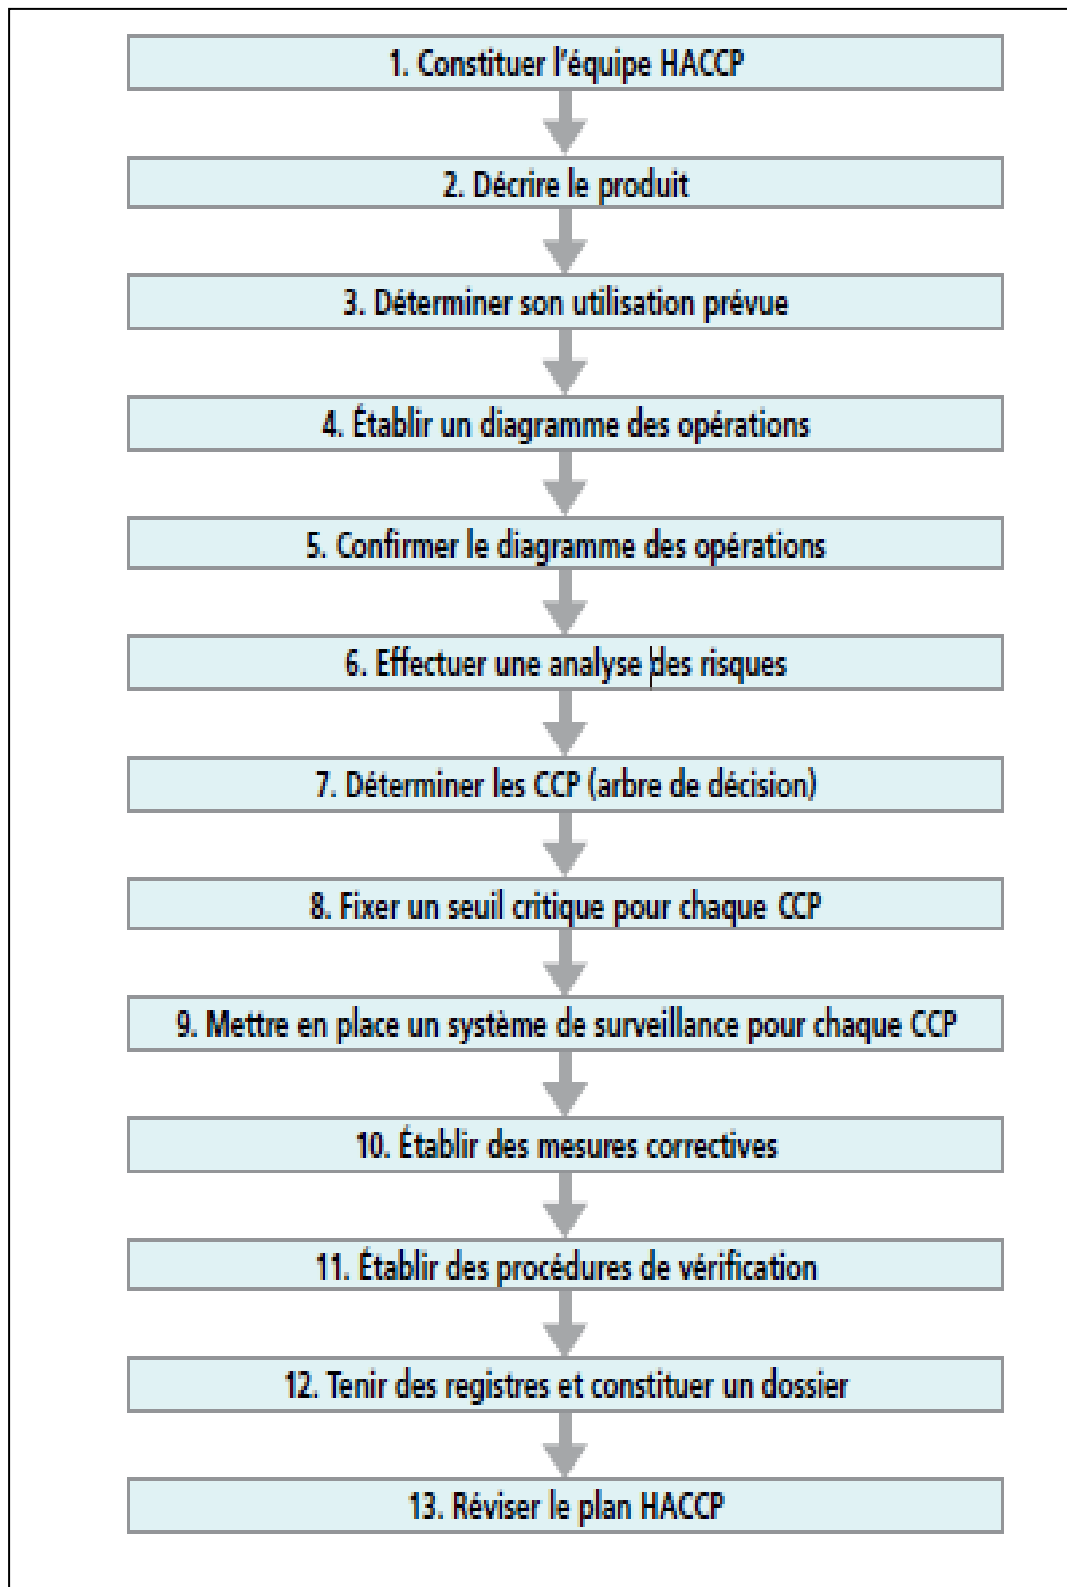 1. Constituer l'équipe HACCP
2. Décrire le produit
3. Déterminer son utilisation prévue
4. Établir un diagramme des opérations
5. Confirmer le diagramme des opérations
6. Effectuer une analyse des risques
7. Déterminer les CCP (arbre de décision)
8. Fixer un seuil critique pour chaque CCP
9. Mettre en place un système de surveillance pour chaque CCP
10. Établir des mesures correctives
11. Établir des procédures de vérification
12. Tenir des registres et constituer un dossier
13. Réviser le plan HACCP